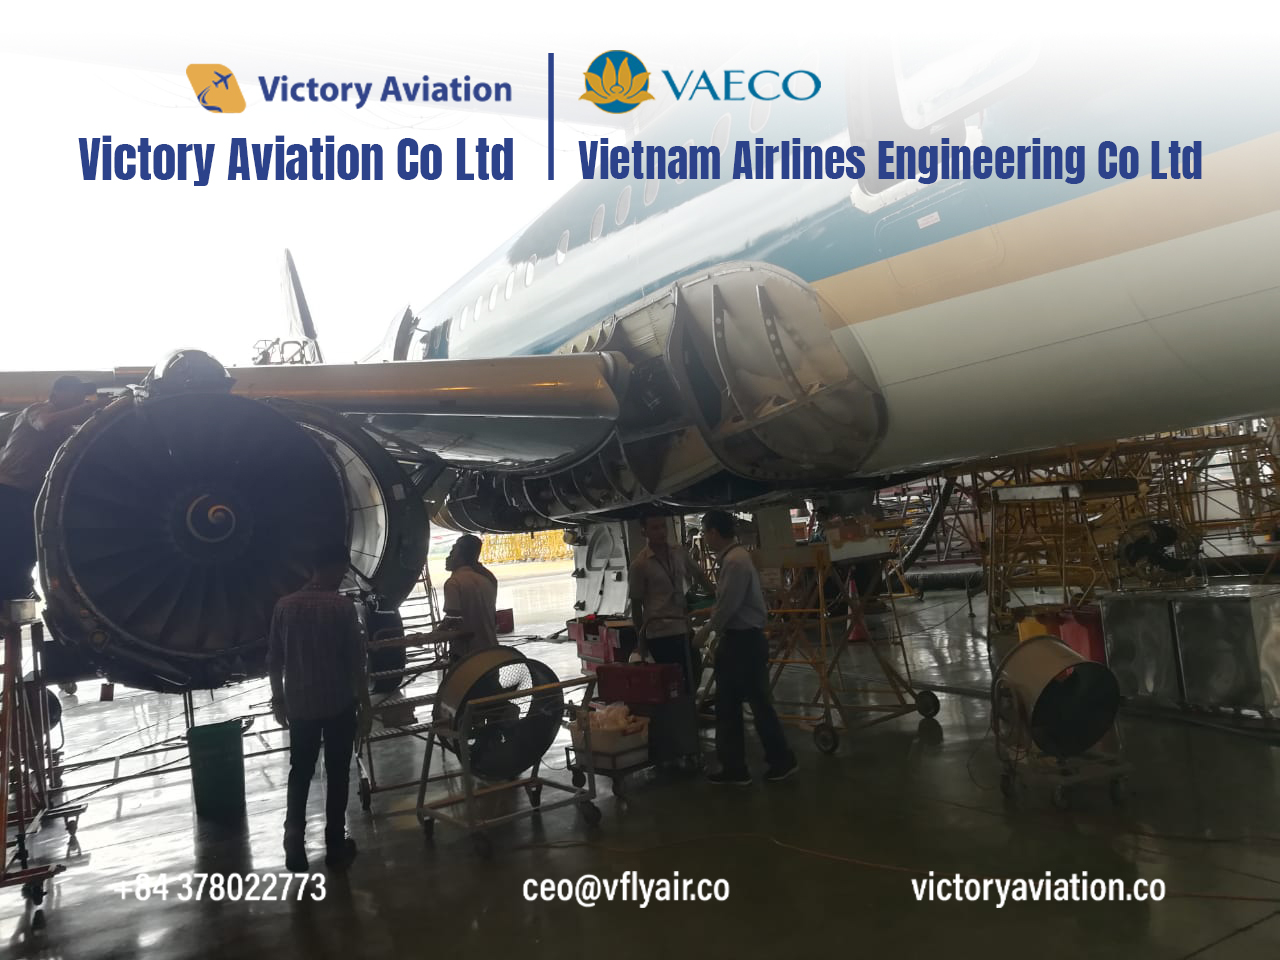 Victory Aviation
VAECO
Victory Aviation Co Ltd
Vietnam Airlines Engineering Co Ltd
+84 378022773
ceo@vflyair.co
victoryaviation.co